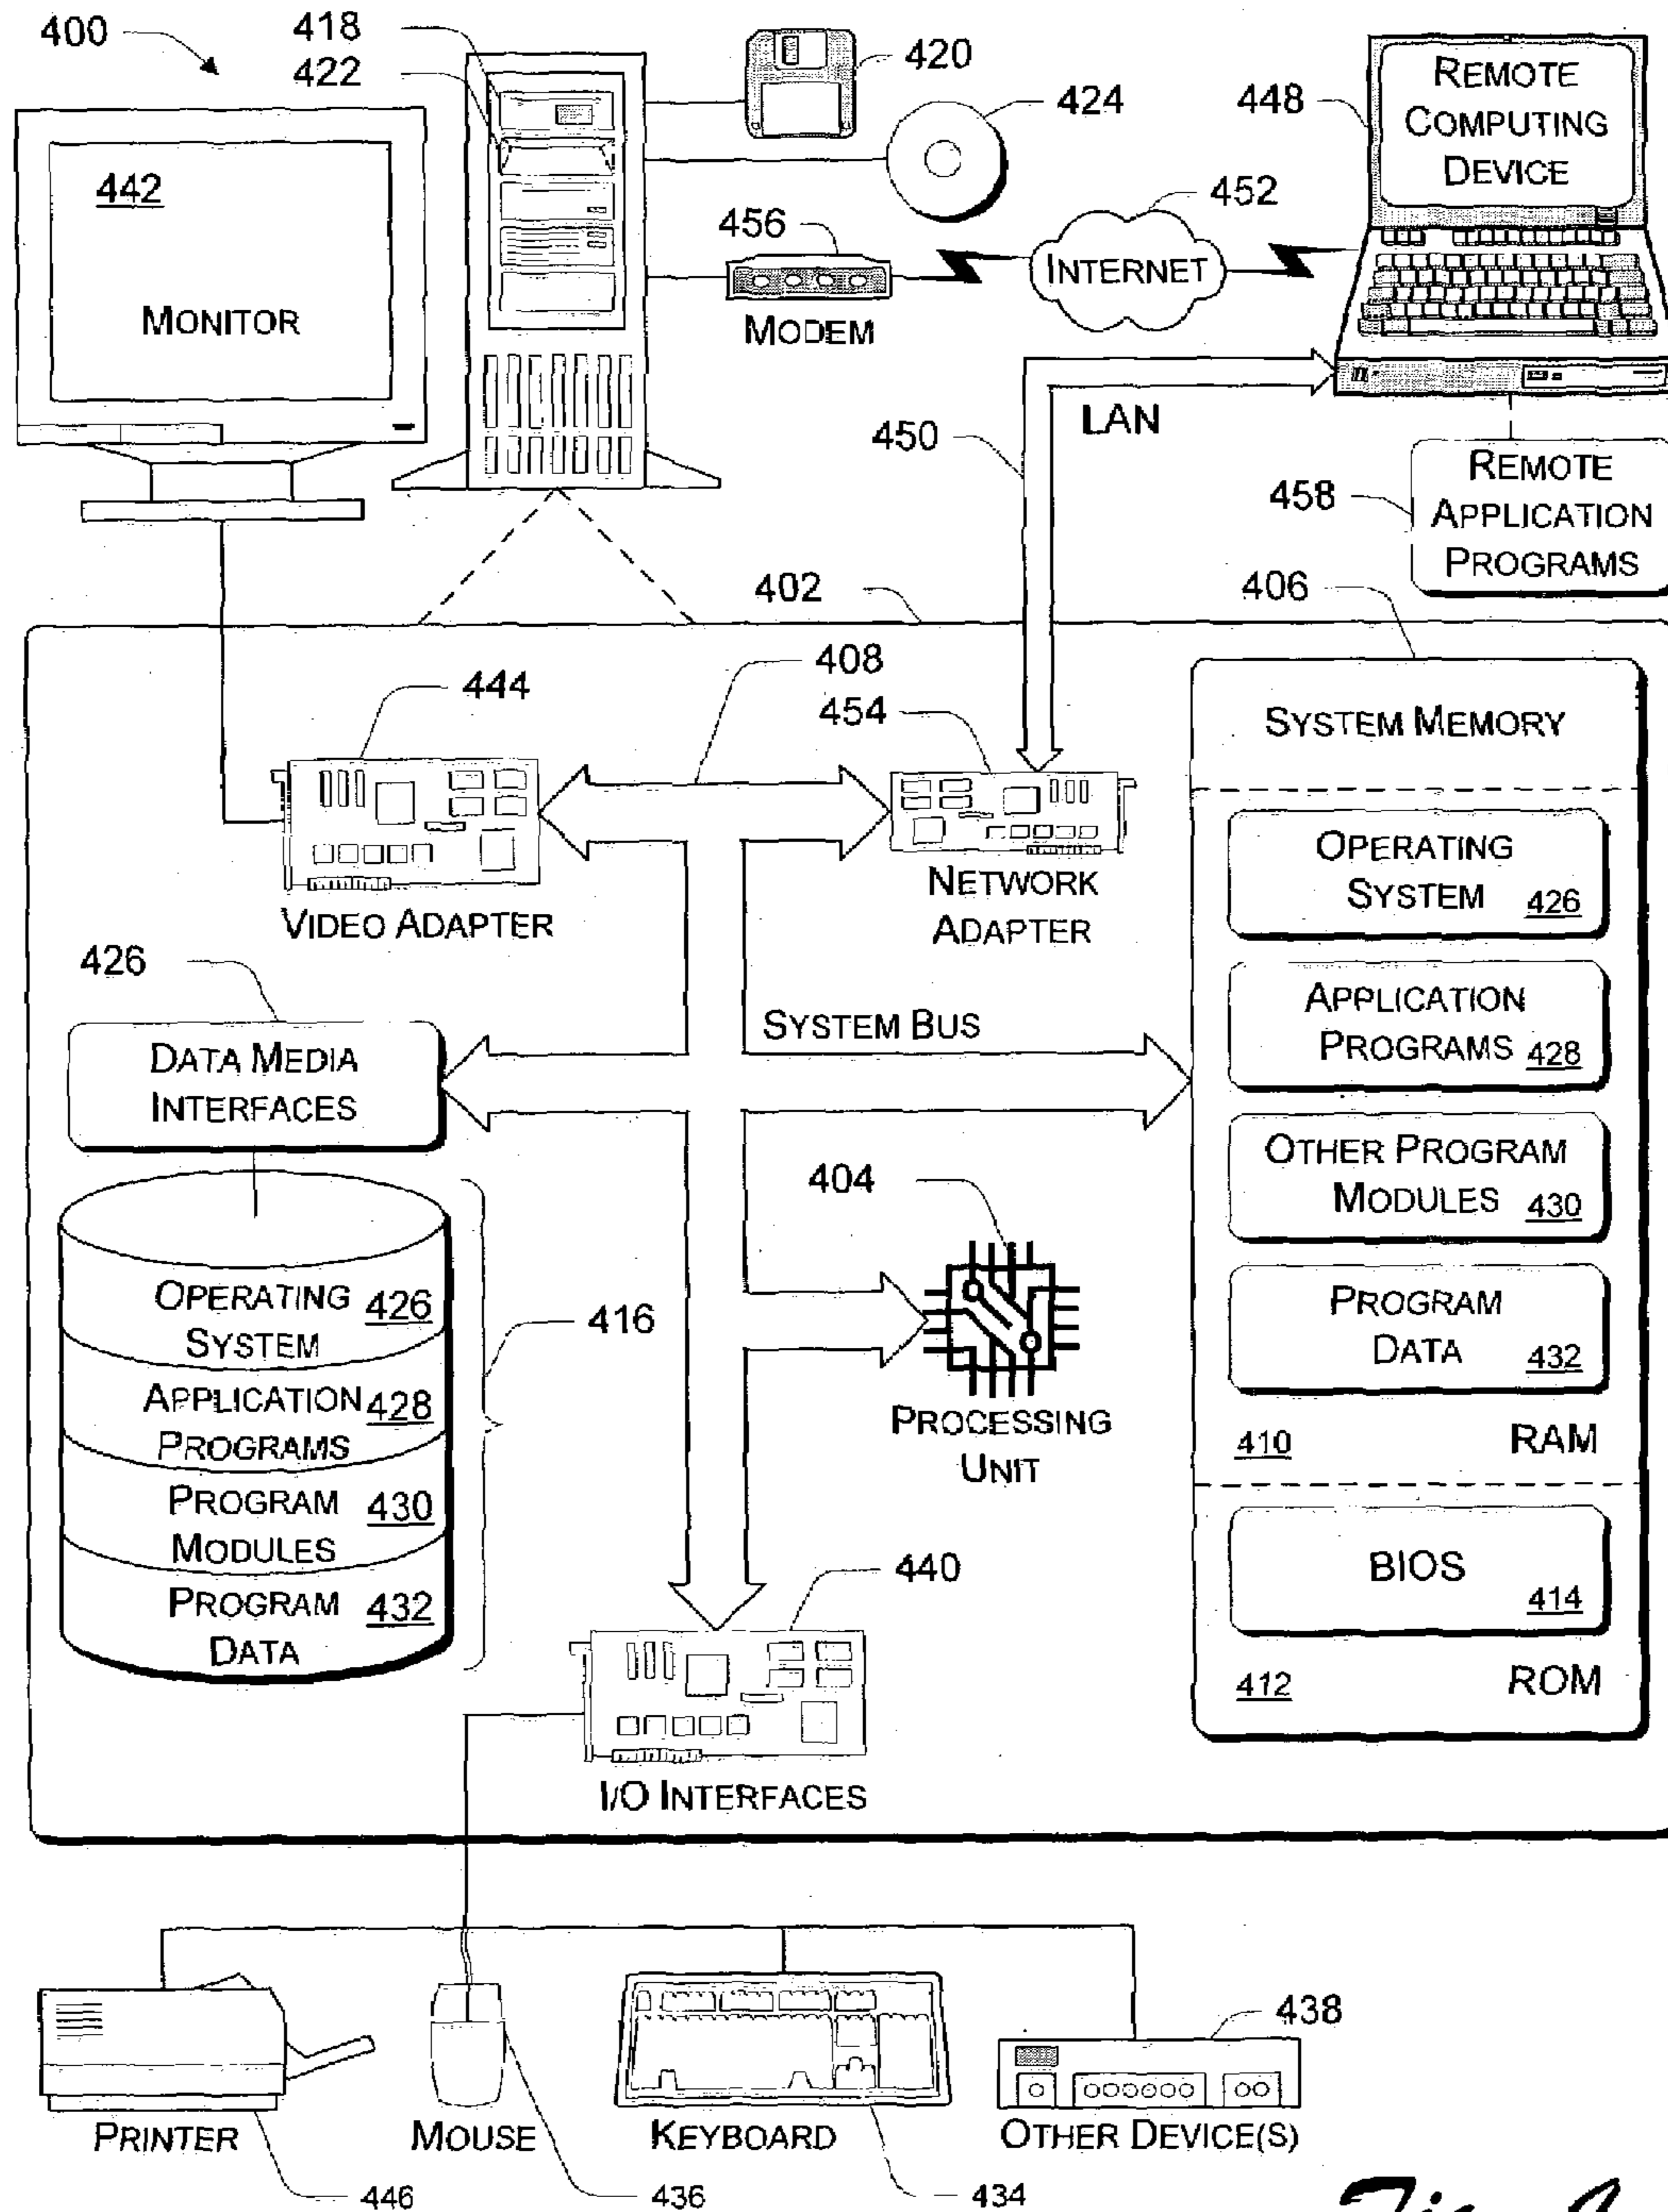 400
418
422
420
424
448
REMOTE
COMPUTING
DEVICE
442
MONITOR
456
MODEM
452
INTERNET
450
LAN
458
REMOTE
APPLICATION
PROGRAMS
402
406
408
444
454
VIDEO ADAPTER
NETWORK
ADAPTER
SYSTEM MEMORY
OPERATING
SYSTEM 426
APPLICATION
PROGRAMS 428
OTHER PROGRAM
MODULES 430
PROGRAM
DATA 432
410 RAM
BIOS
414
412 ROM
426
DATA MEDIA
INTERFACES
SYSTEM BUS
404
PROCESSING
UNIT
OPERATING 426
SYSTEM
APPLICATION 428
PROGRAMS
PROGRAM 430
MODULES
PROGRAM 432
DATA
416
440
I/O INTERFACES
438
PRINTER
MOUSE
KEYBOARD
OTHER DEVICE(S)
446
436
434